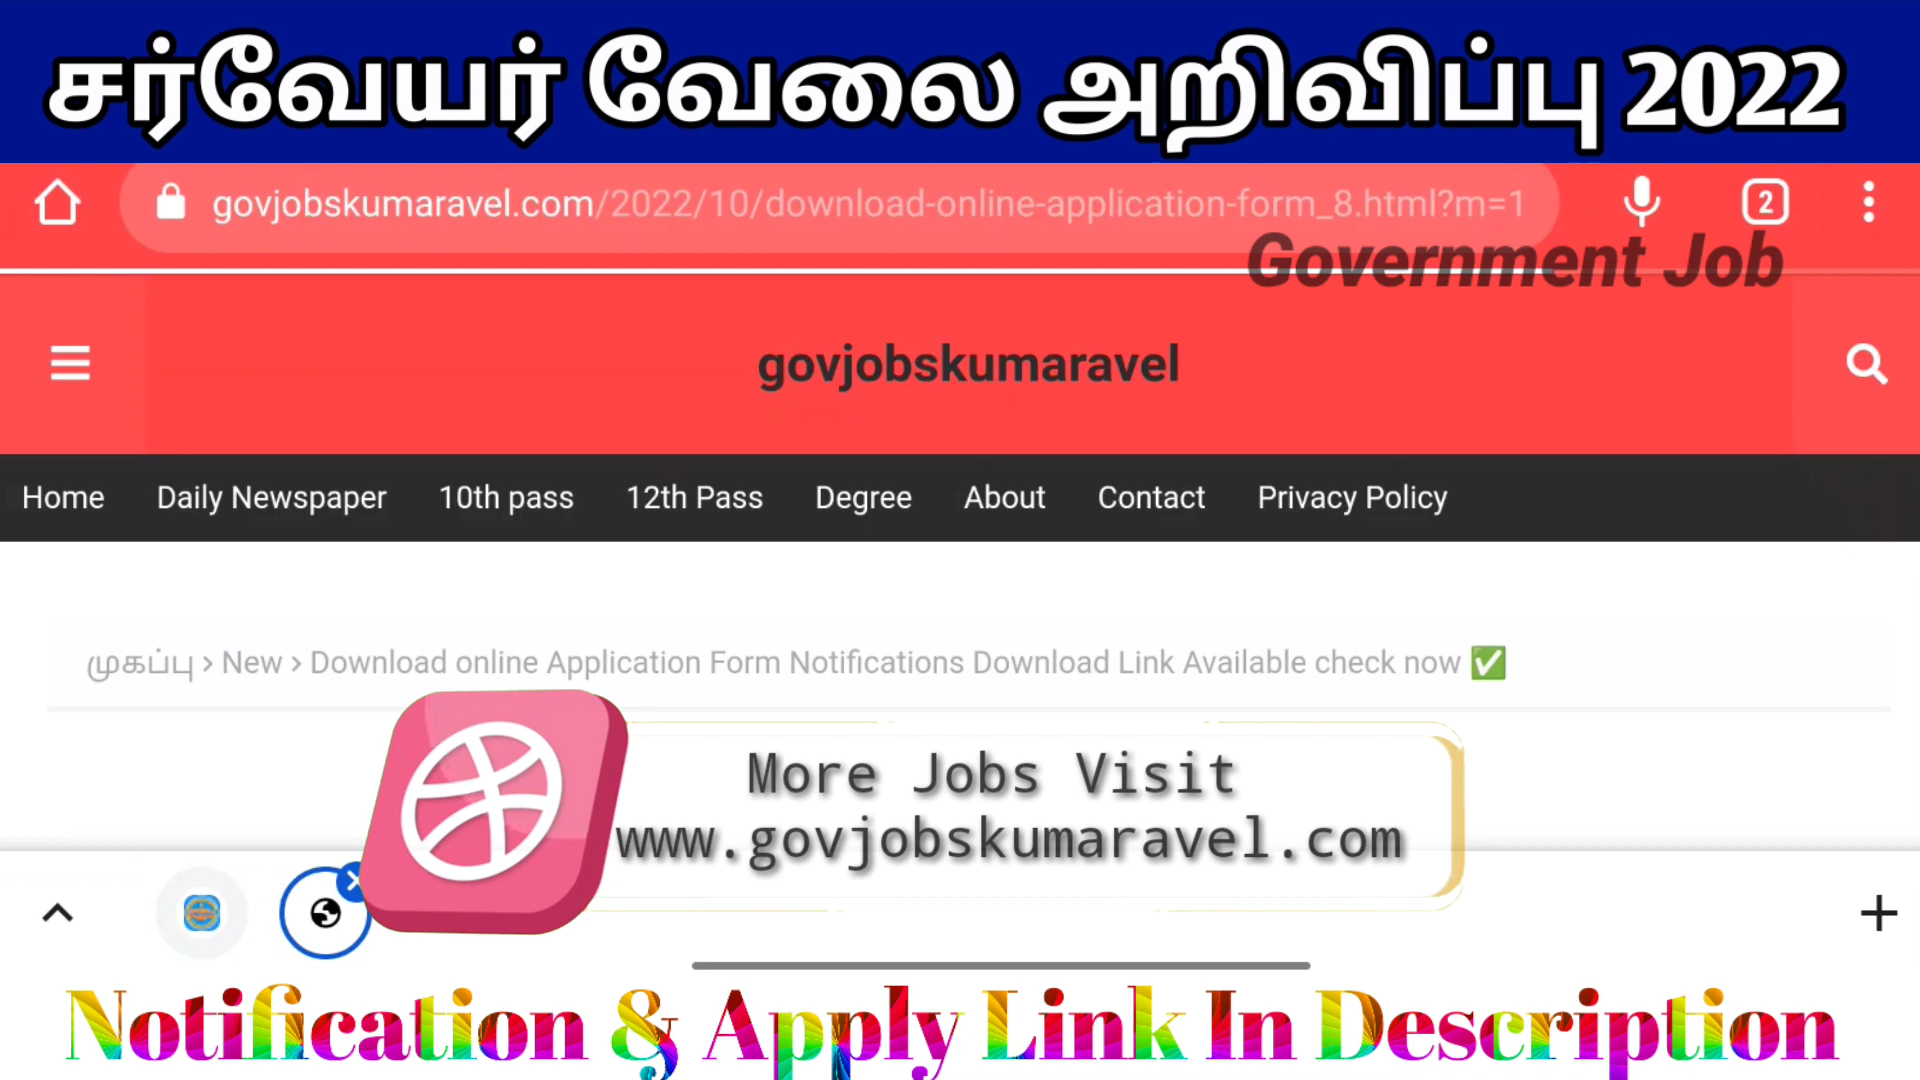 சர்வேயர் வேலை அறிவிப்பு 2022
govjobskumaravel.com/2022/10/download-online-application-form_8.html?m=1
2
Government Job
govjobskumaravel
Home Daily Newspaper 10th pass 12th Pass Degree About Contact Privacy Policy
முகப்பு › New › Download online Application Form Notifications Download Link Available check now ✅
More Jobs Visit
www.govjobskumaravel.com
Notification & Apply Link In Description